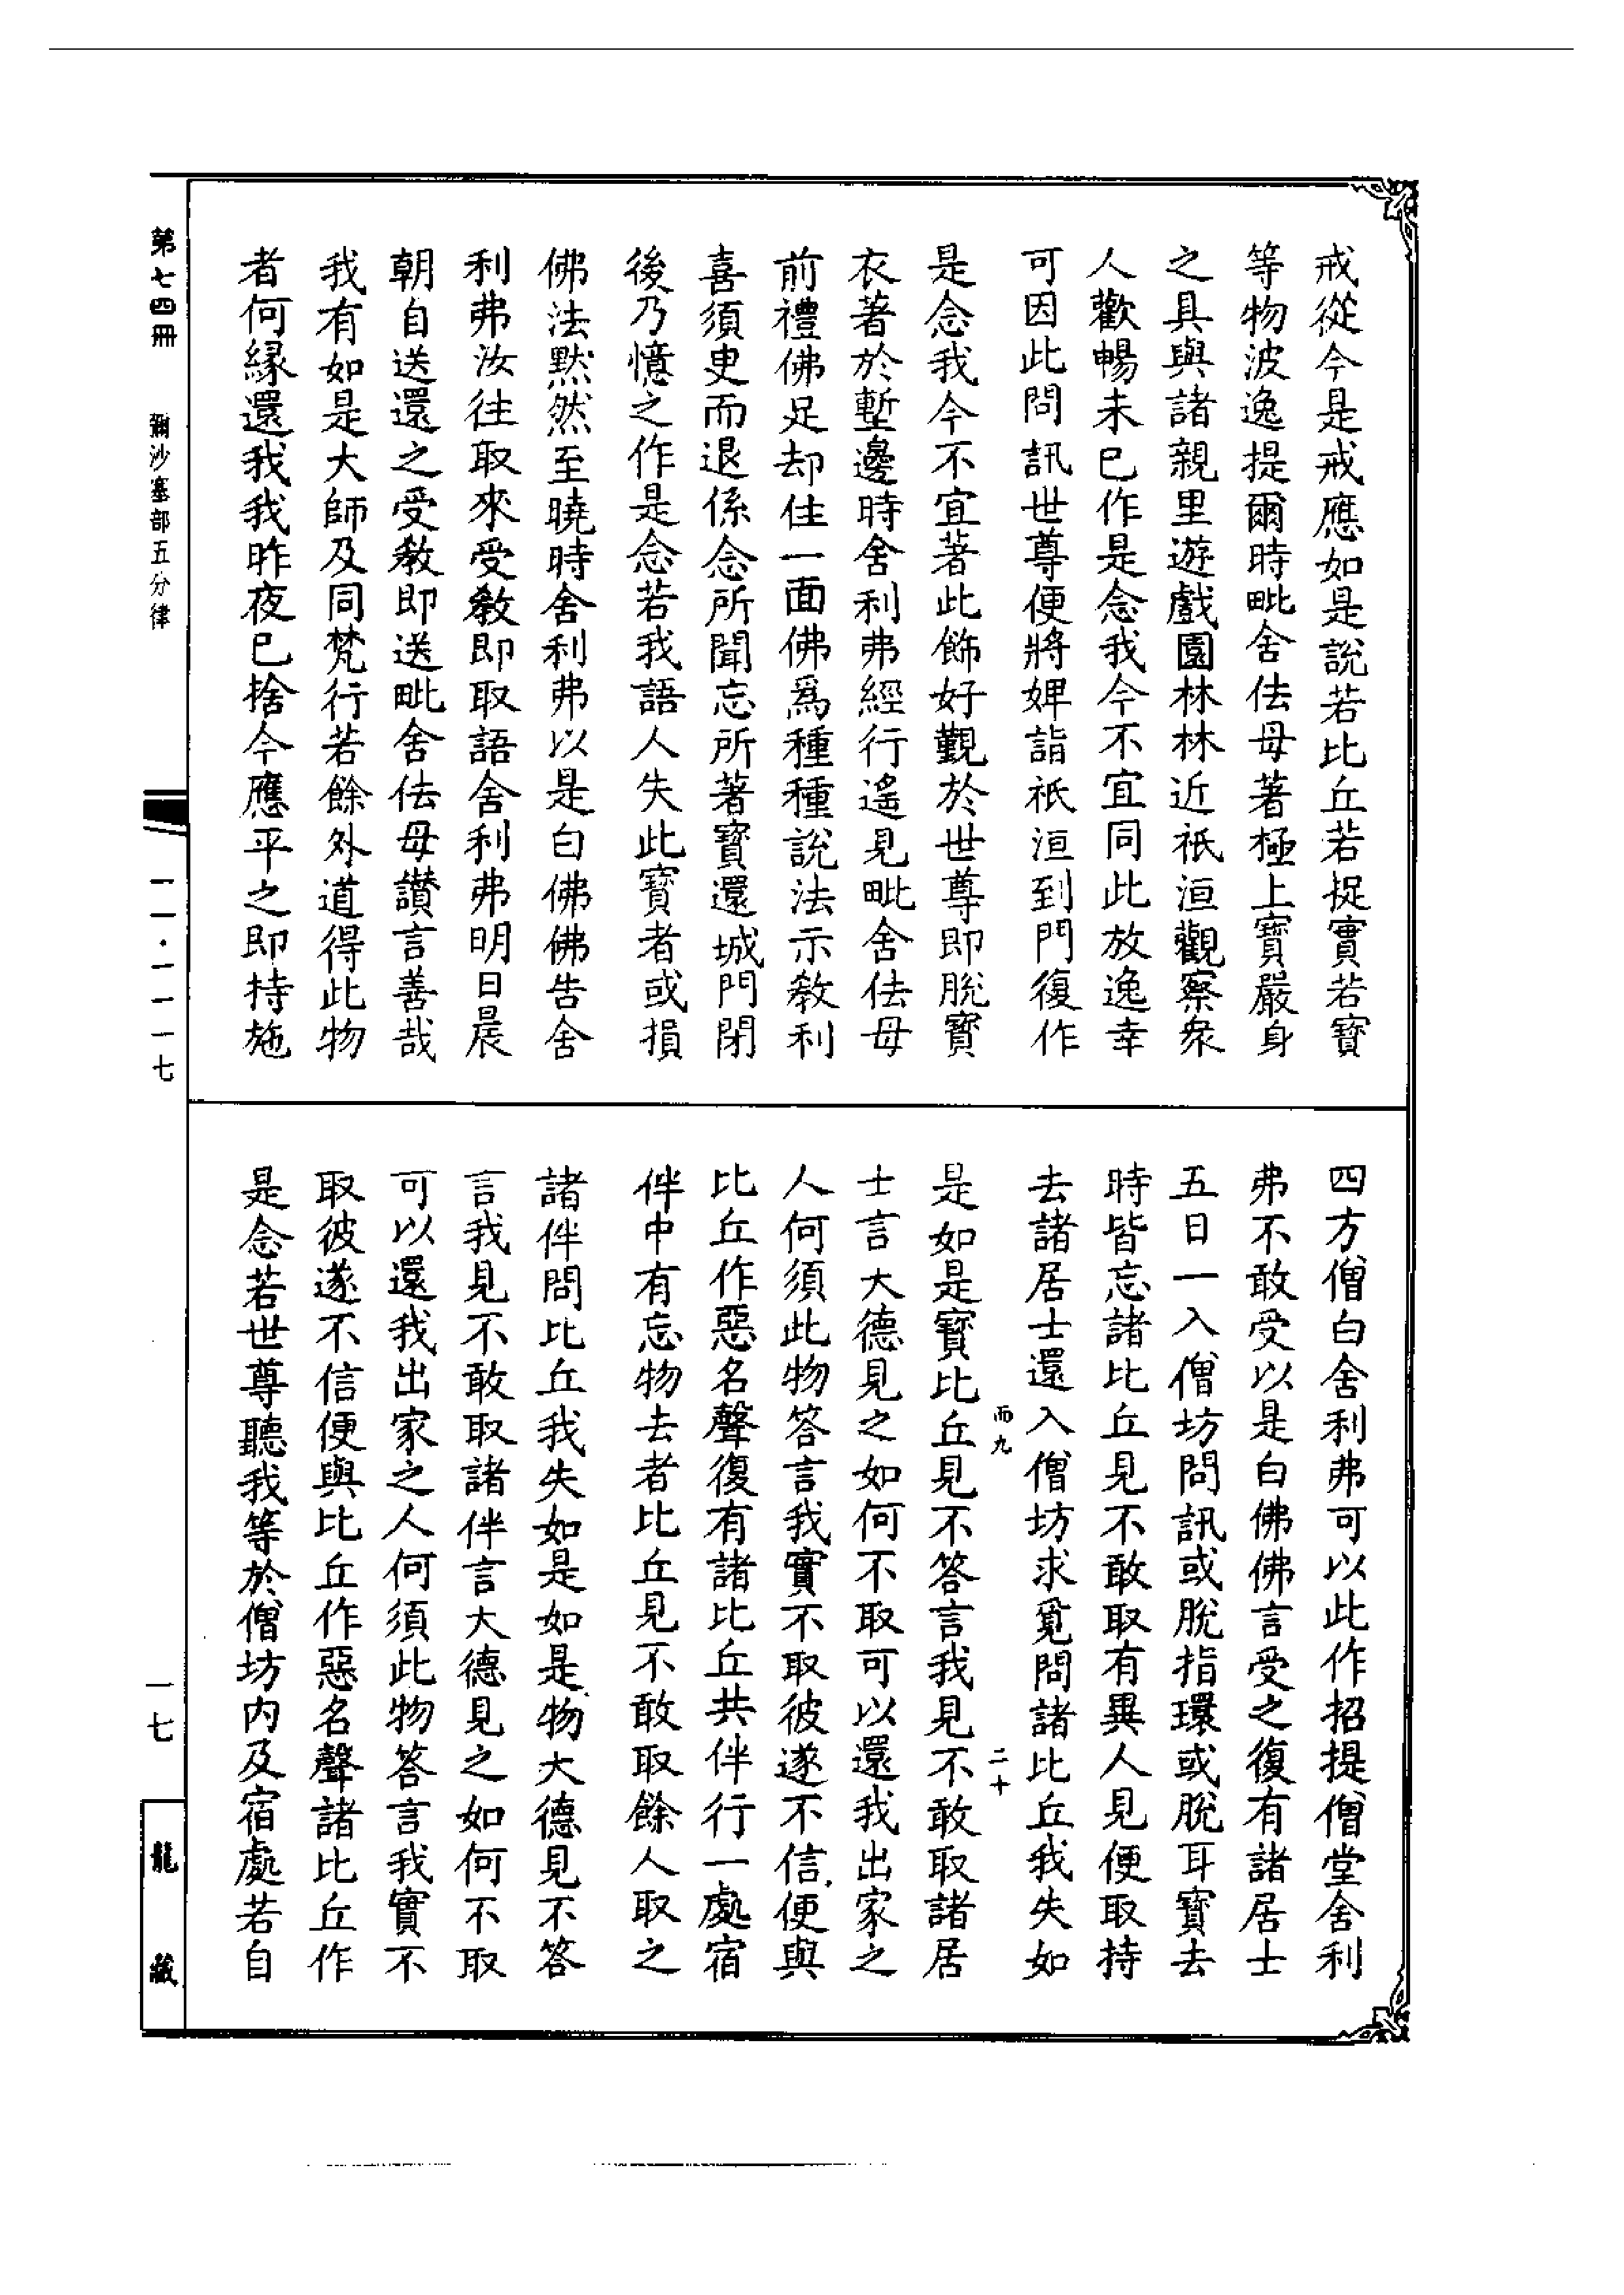 戒從今是戒應如是說若比丘若捉寶若寶
等物波逸提爾時毗舍佉母著極上寶嚴身
之具與諸親里遊戲園林林近祇洹觀察衆
人歡暢未已作是念我今不宜同此放逸幸
可因此問訊世尊便將婢詣祇洹到門復作
是念我今不宜著此飾好覲於世尊即脫寶
衣著於塹邊時舍利弗經行遙見毗舍佉母
前禮佛足却住一面佛爲種種說法示教利
喜須臾而退係念所聞忘所著寶還城門閉
後乃憶之作是念若我語人失此寶者或損
佛法默然至曉時舍利弗以是白佛佛告舍
利弗汝往取來受教即取語舍利弗明日晨
朝自送還之受教即送毗舍佉母讚言善哉
我有如是大師及同梵行若餘外道得此物
者何縁還我我昨夜已捨今應平之即持施
四方僧白舍利弗可以此作招提僧堂舍利
弗不敢受以是白佛佛言受之復有諸居士
五日一入僧坊問訊或脫指環或脫耳寶去
時皆忘諸比丘見不敢取有異人見便取持
去諸居士還入僧坊求覓問諸比丘我失如
而九 二十
是如是寶比丘見不答言我見不敢取諸居
士言大德見之如何不取可以還我出家之
人何須此物答言我實不取彼遂不信便與
比丘作惡名聲復有諸比丘共伴行一處宿
伴中有忘物去者比丘見不敢取餘人取之
諸伴問比丘我失如是如是物大德見不答
言我見不敢取諸伴言大德見之如何不取
可以還我出家之人何須此物答言我實不
取彼遂不信便與比丘作惡名聲諸比丘作
是念若世尊聽我等於僧坊内及宿處若自
第七四冊 彌沙塞部五分律
一一·一一一七
一七
龍藏